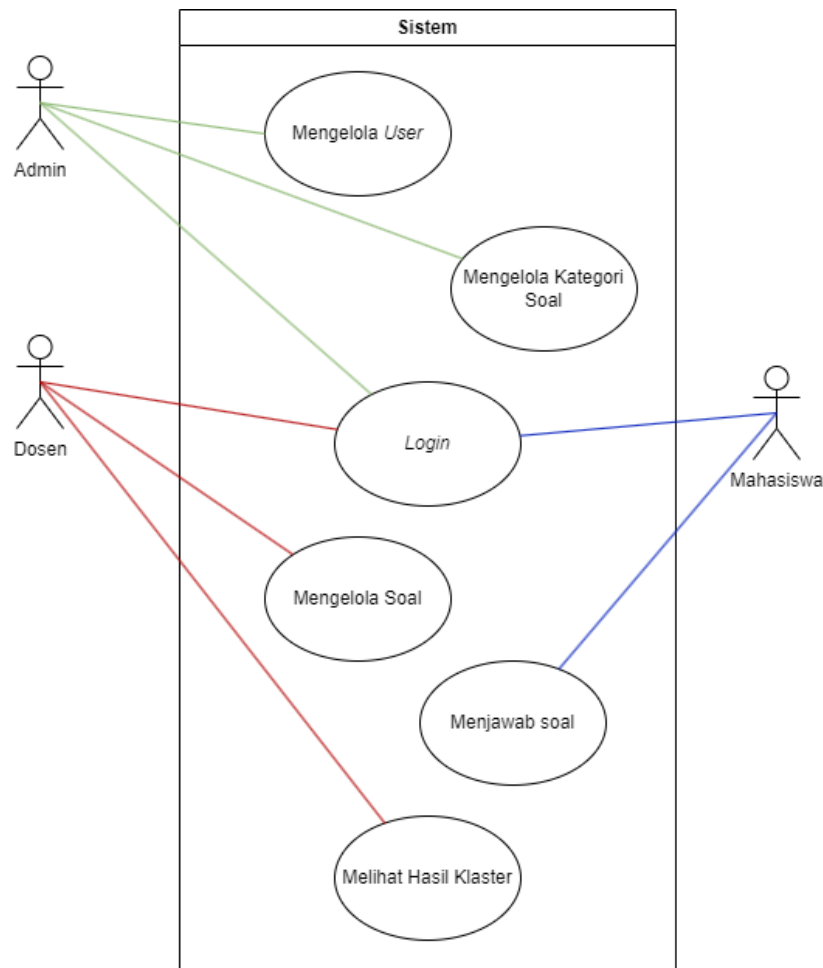 Sistem
Mengelola User
Admin
Mengelola Kategori
Soal
Login
Dosen
Mahasiswa
Mengelola Soal
Menjawab soal
Melihat Hasil Klaster